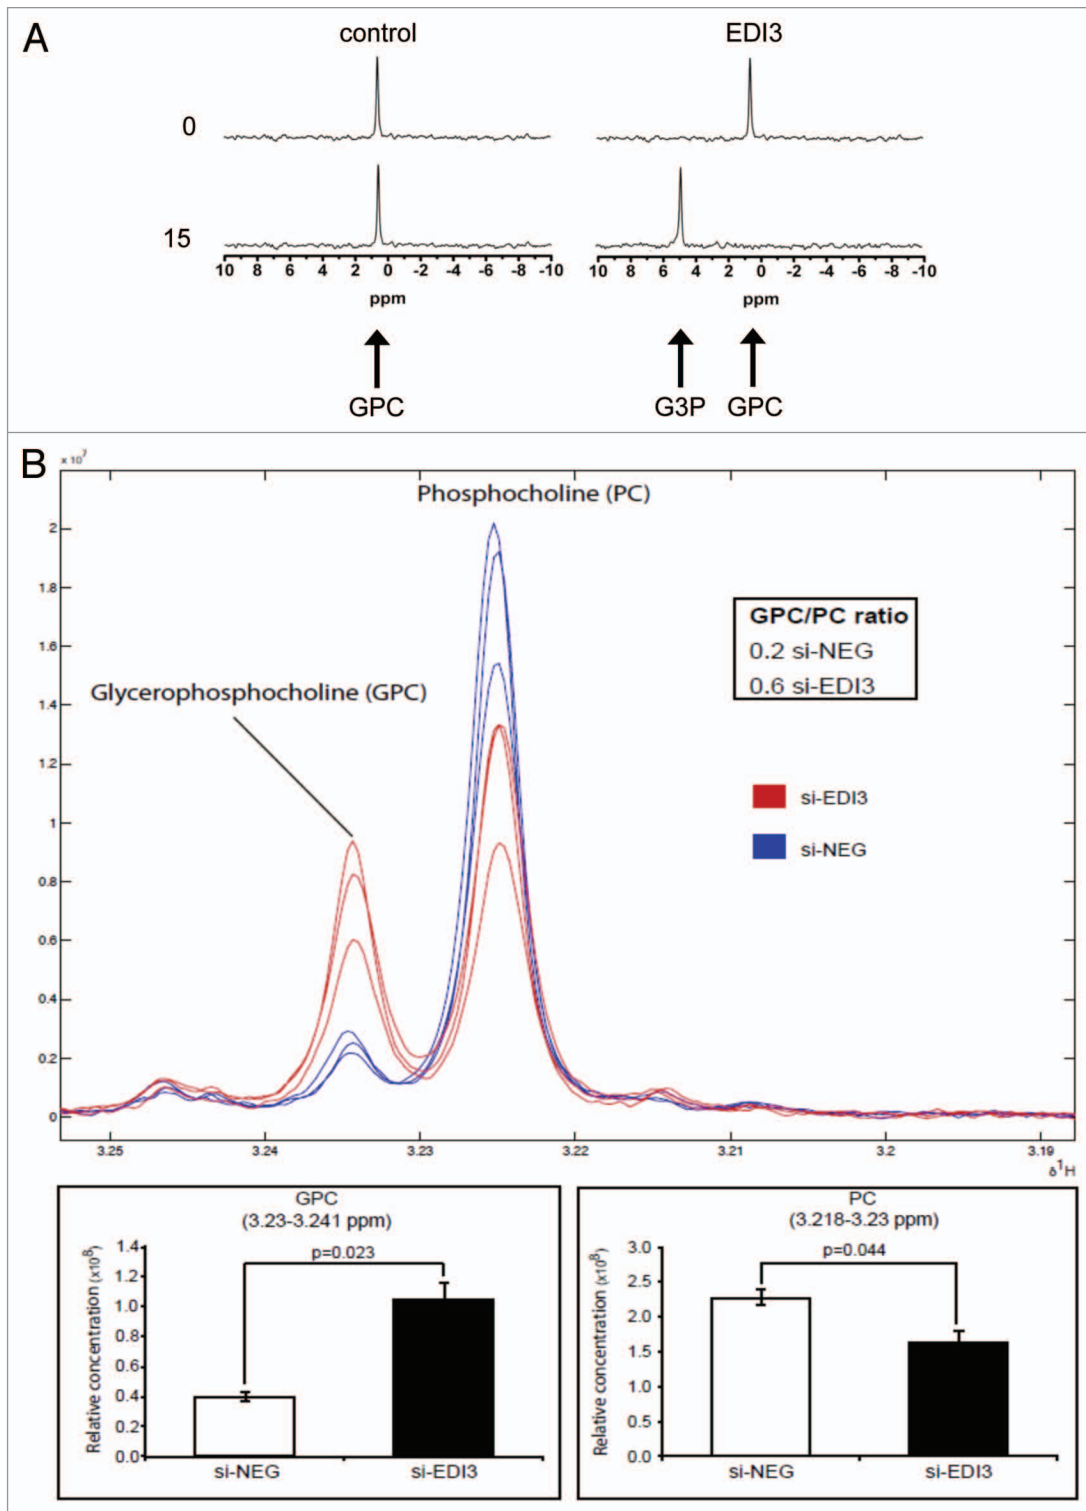 A
control
EDI3
0
15
10 8 6 4 2 0 -2 -4 -6 -8 -10
10 8 6 4 2 0 -2 -4 -6 -8 -10
ppm
ppm
GPC
G3P GPC
B
x 10⁷
Phosphocoline (PC)
2
1.8
1.6
1.4
1.2
1
0.8
0.6
0.4
0.2
0
GPC/PC ratio
0.2 si-NEG
0.6 si-EDI3
Glycerophosphocholine (GPC)
si-EDI3
si-NEG
3.25 3.24 3.23 3.22 3.21 3.2 3.19
δ¹H
GPC
(3.23-3.241 ppm)
p=0.023
Relative concentration (x10⁸)
1.4
1.2
1.0
0.8
0.6
0.4
0.2
0.0
si-NEG si-EDI3
PC
(3.218-3.23 ppm)
p=0.044
Relative concentration (x10⁸)
3.0
2.5
2.0
1.5
1.0
0.5
0.0
si-NEG si-EDI3